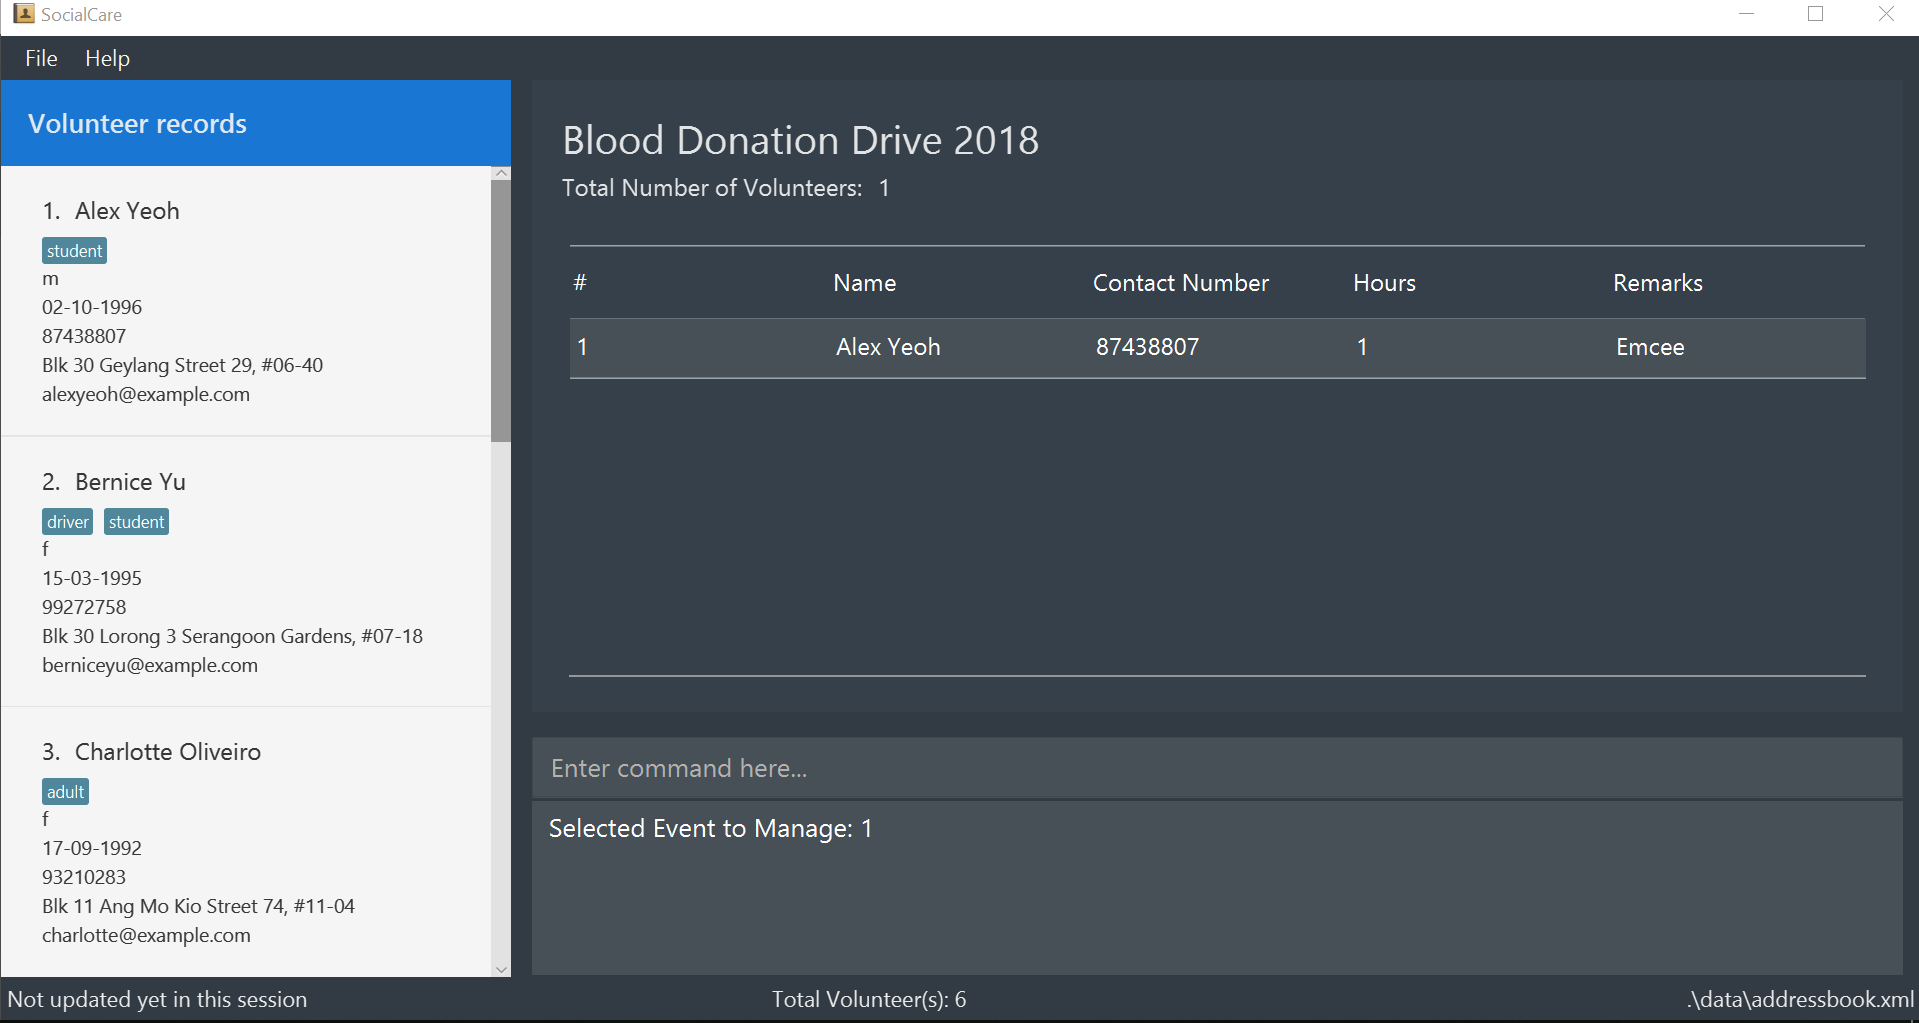 SocialCare
File Help
Volunteer records
1. Alex Yeoh
student
m
02-10-1996
87438807
Blk 30 Geylang Street 29, #06-40
alexyeoh@example.com
2. Bernice Yu
driver student
f
15-03-1995
99272758
Blk 30 Lorong 3 Serangoon Gardens, #07-18
berniceyu@example.com
3. Charlotte Oliveiro
adult
f
17-09-1992
93210283
Blk 11 Ang Mo Kio Street 74, #11-04
charlotte@example.com
Blood Donation Drive 2018
Total Number of Volunteers: 1
# Name Contact Number Hours Remarks
1 Alex Yeoh 87438807 1 Emcee
Enter command here...
Selected Event to Manage: 1
Not updated yet in this session Total Volunteer(s): 6 .\data\addressbook.xml